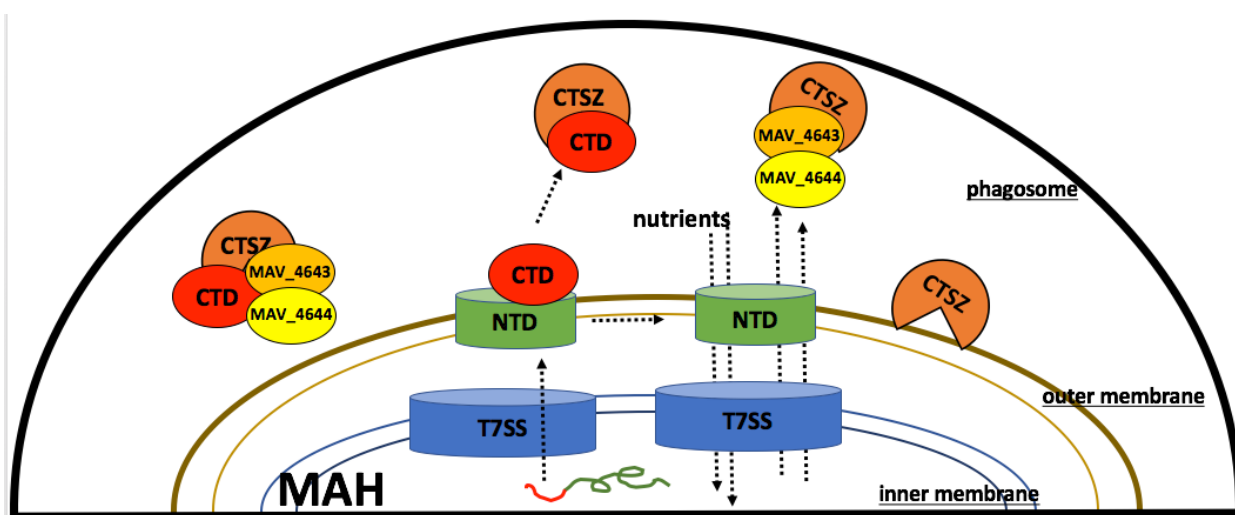 CTSZ
CTD
CTSZ
MAV_4643
MAV_4644
phagosome
nutrients
CTSZ
MAV_4643
CTD
MAV_4644
CTD
NTD
NTD
CTSZ
outer membrane
T7SS
T7SS
MAH
inner membrane